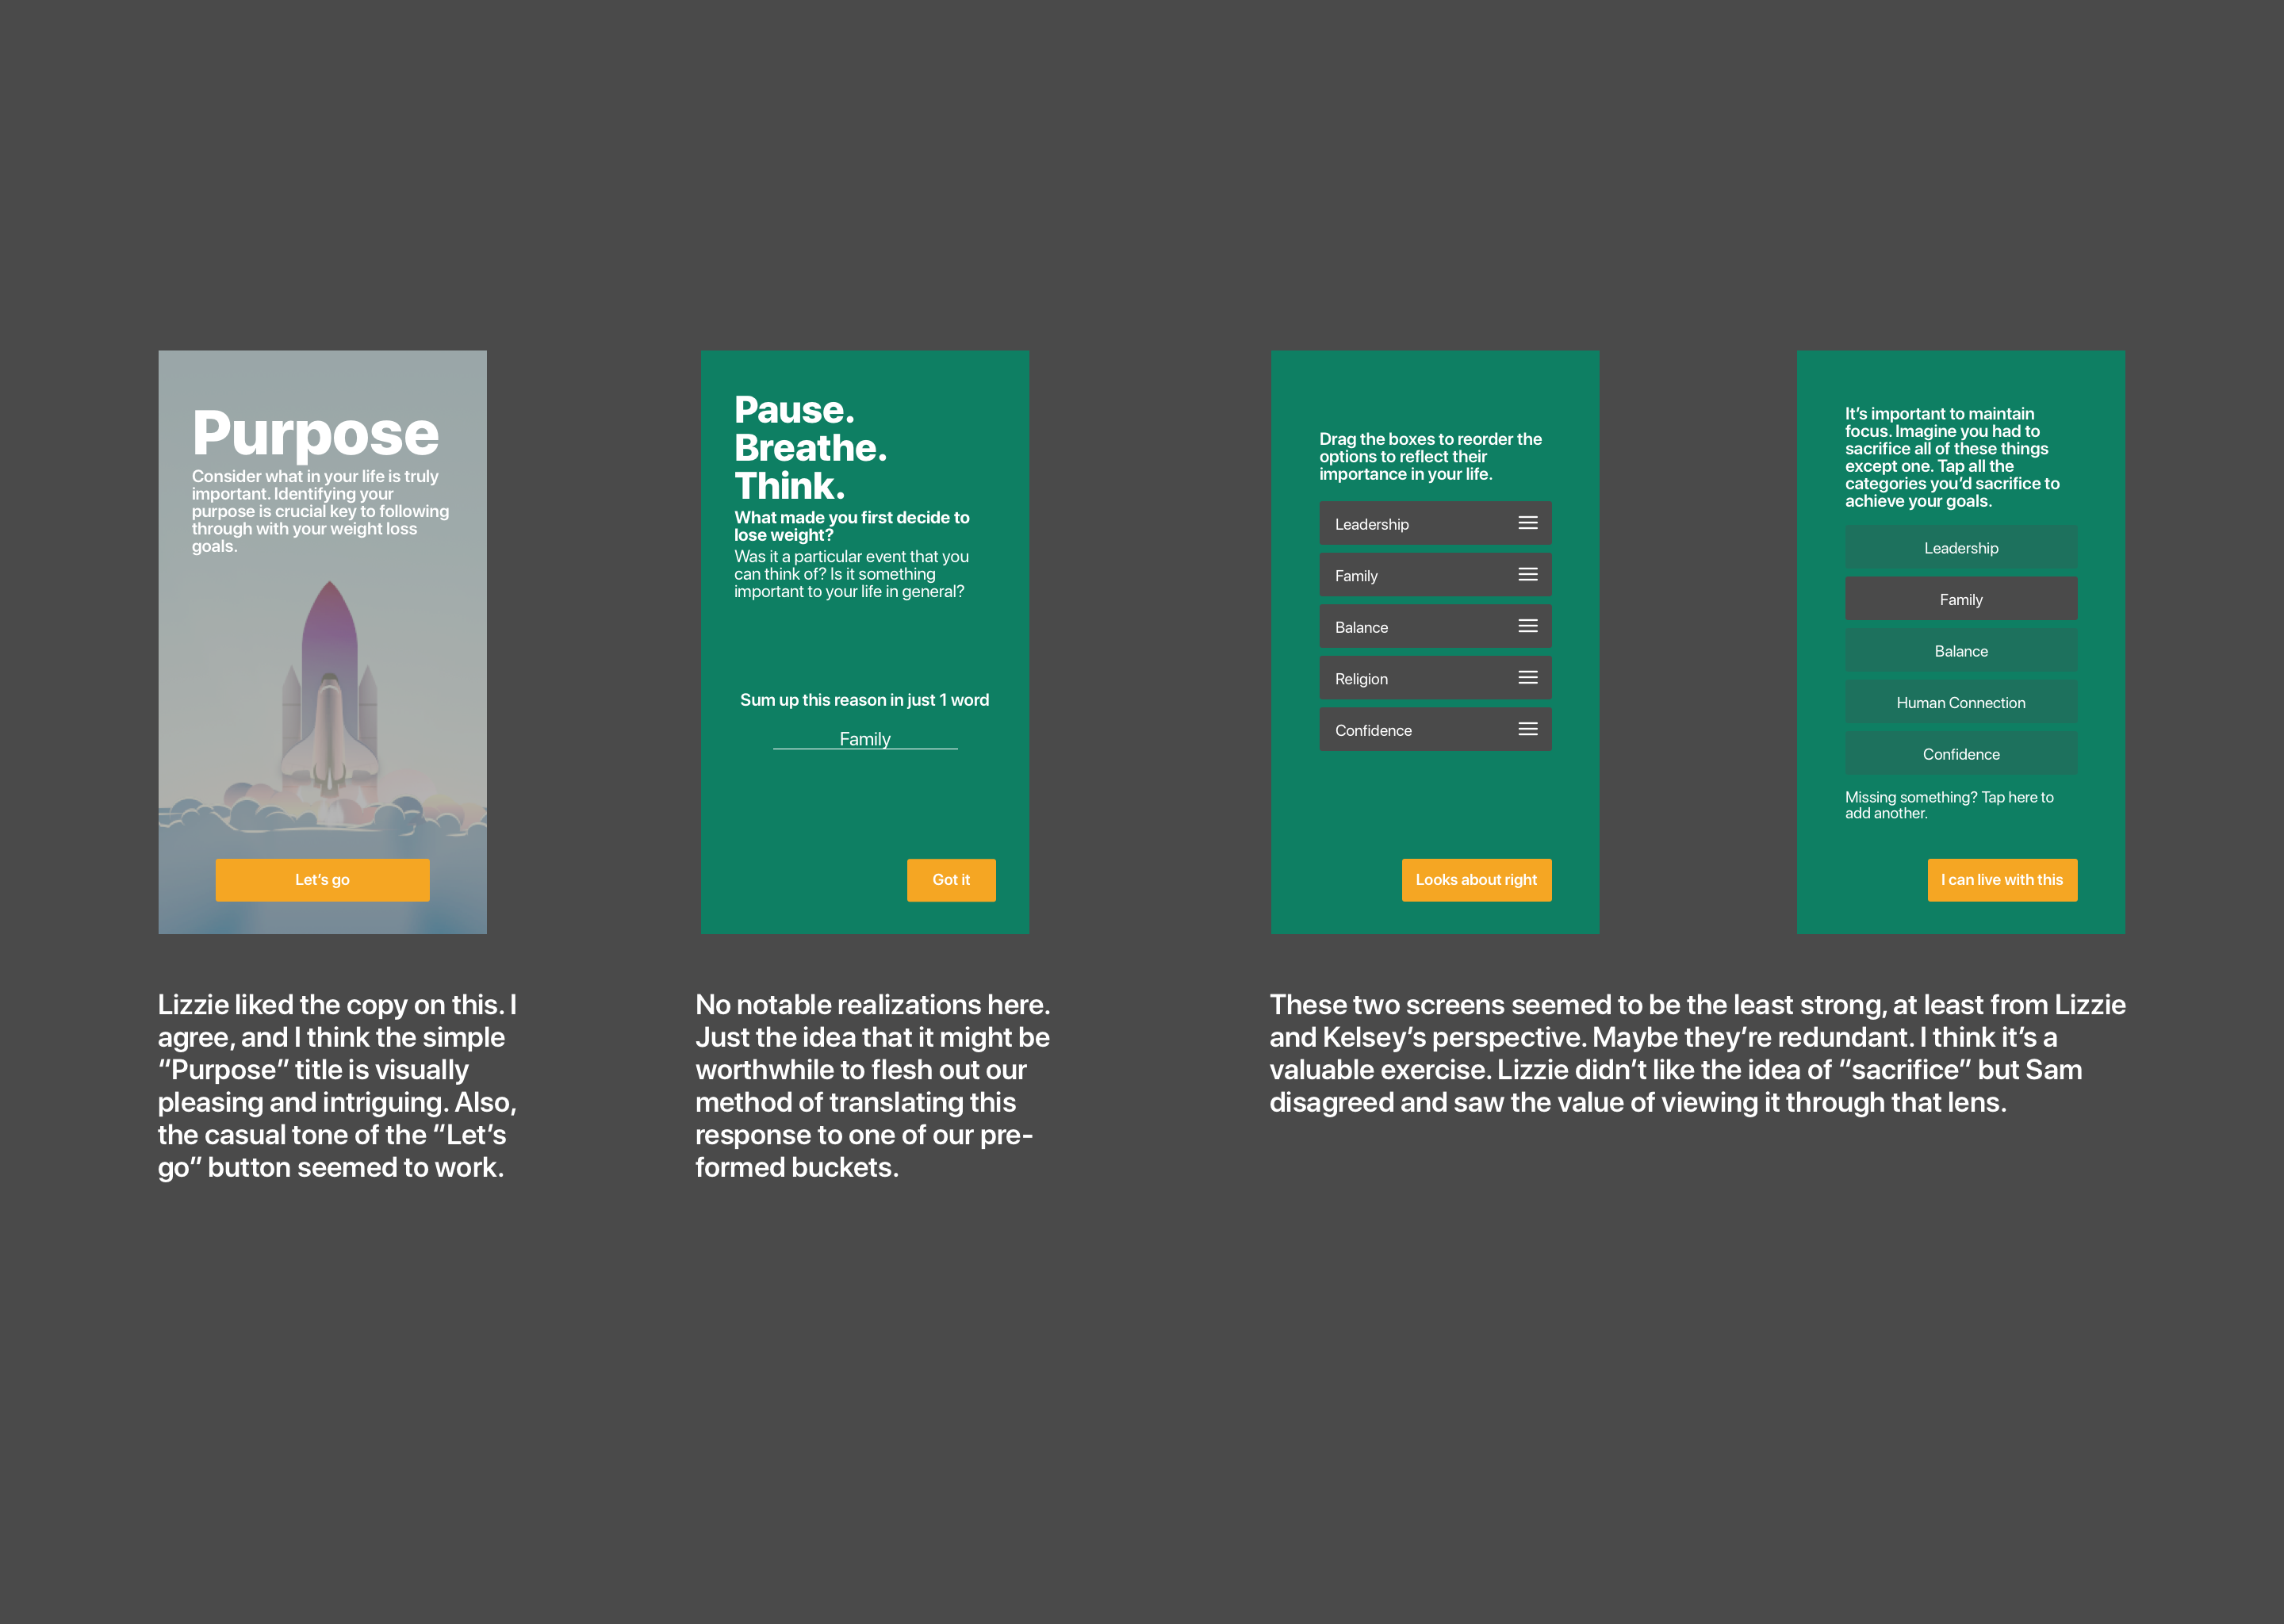 Purpose
Consider what in your life is truly
important. Identifying your
purpose is crucial key to following
through with your weight loss
goals.
Let’s go
Pause.
Breathe.
Think.
What made you first decide to
lose weight?
Was it a particular event that you
can think of? Is it something
important to your life in general?
Sum up this reason in just 1 word
Family
Got it
Drag the boxes to reorder the
options to reflect their
importance in your life.
Leadership
Family
Balance
Religion
Confidence
Looks about right
It’s important to maintain
focus. Imagine you had to
sacrifice all of these things
except one. Tap all the
categories you’d sacrifice to
achieve your goals.
Leadership
Family
Balance
Human Connection
Confidence
Missing something? Tap here to
add another.
I can live with this
Lizzie liked the copy on this. I
agree, and I think the simple
“Purpose” title is visually
pleasing and intriguing. Also,
the casual tone of the “Let’s
go” button seemed to work.
No notable realizations here.
Just the idea that it might be
worthwhile to flesh out our
method of translating this
response to one of our pre-
formed buckets.
These two screens seemed to be the least strong, at least from Lizzie
and Kelsey’s perspective. Maybe they’re redundant. I think it’s a
valuable exercise. Lizzie didn’t like the idea of “sacrifice” but Sam
disagreed and saw the value of viewing it through that lens.